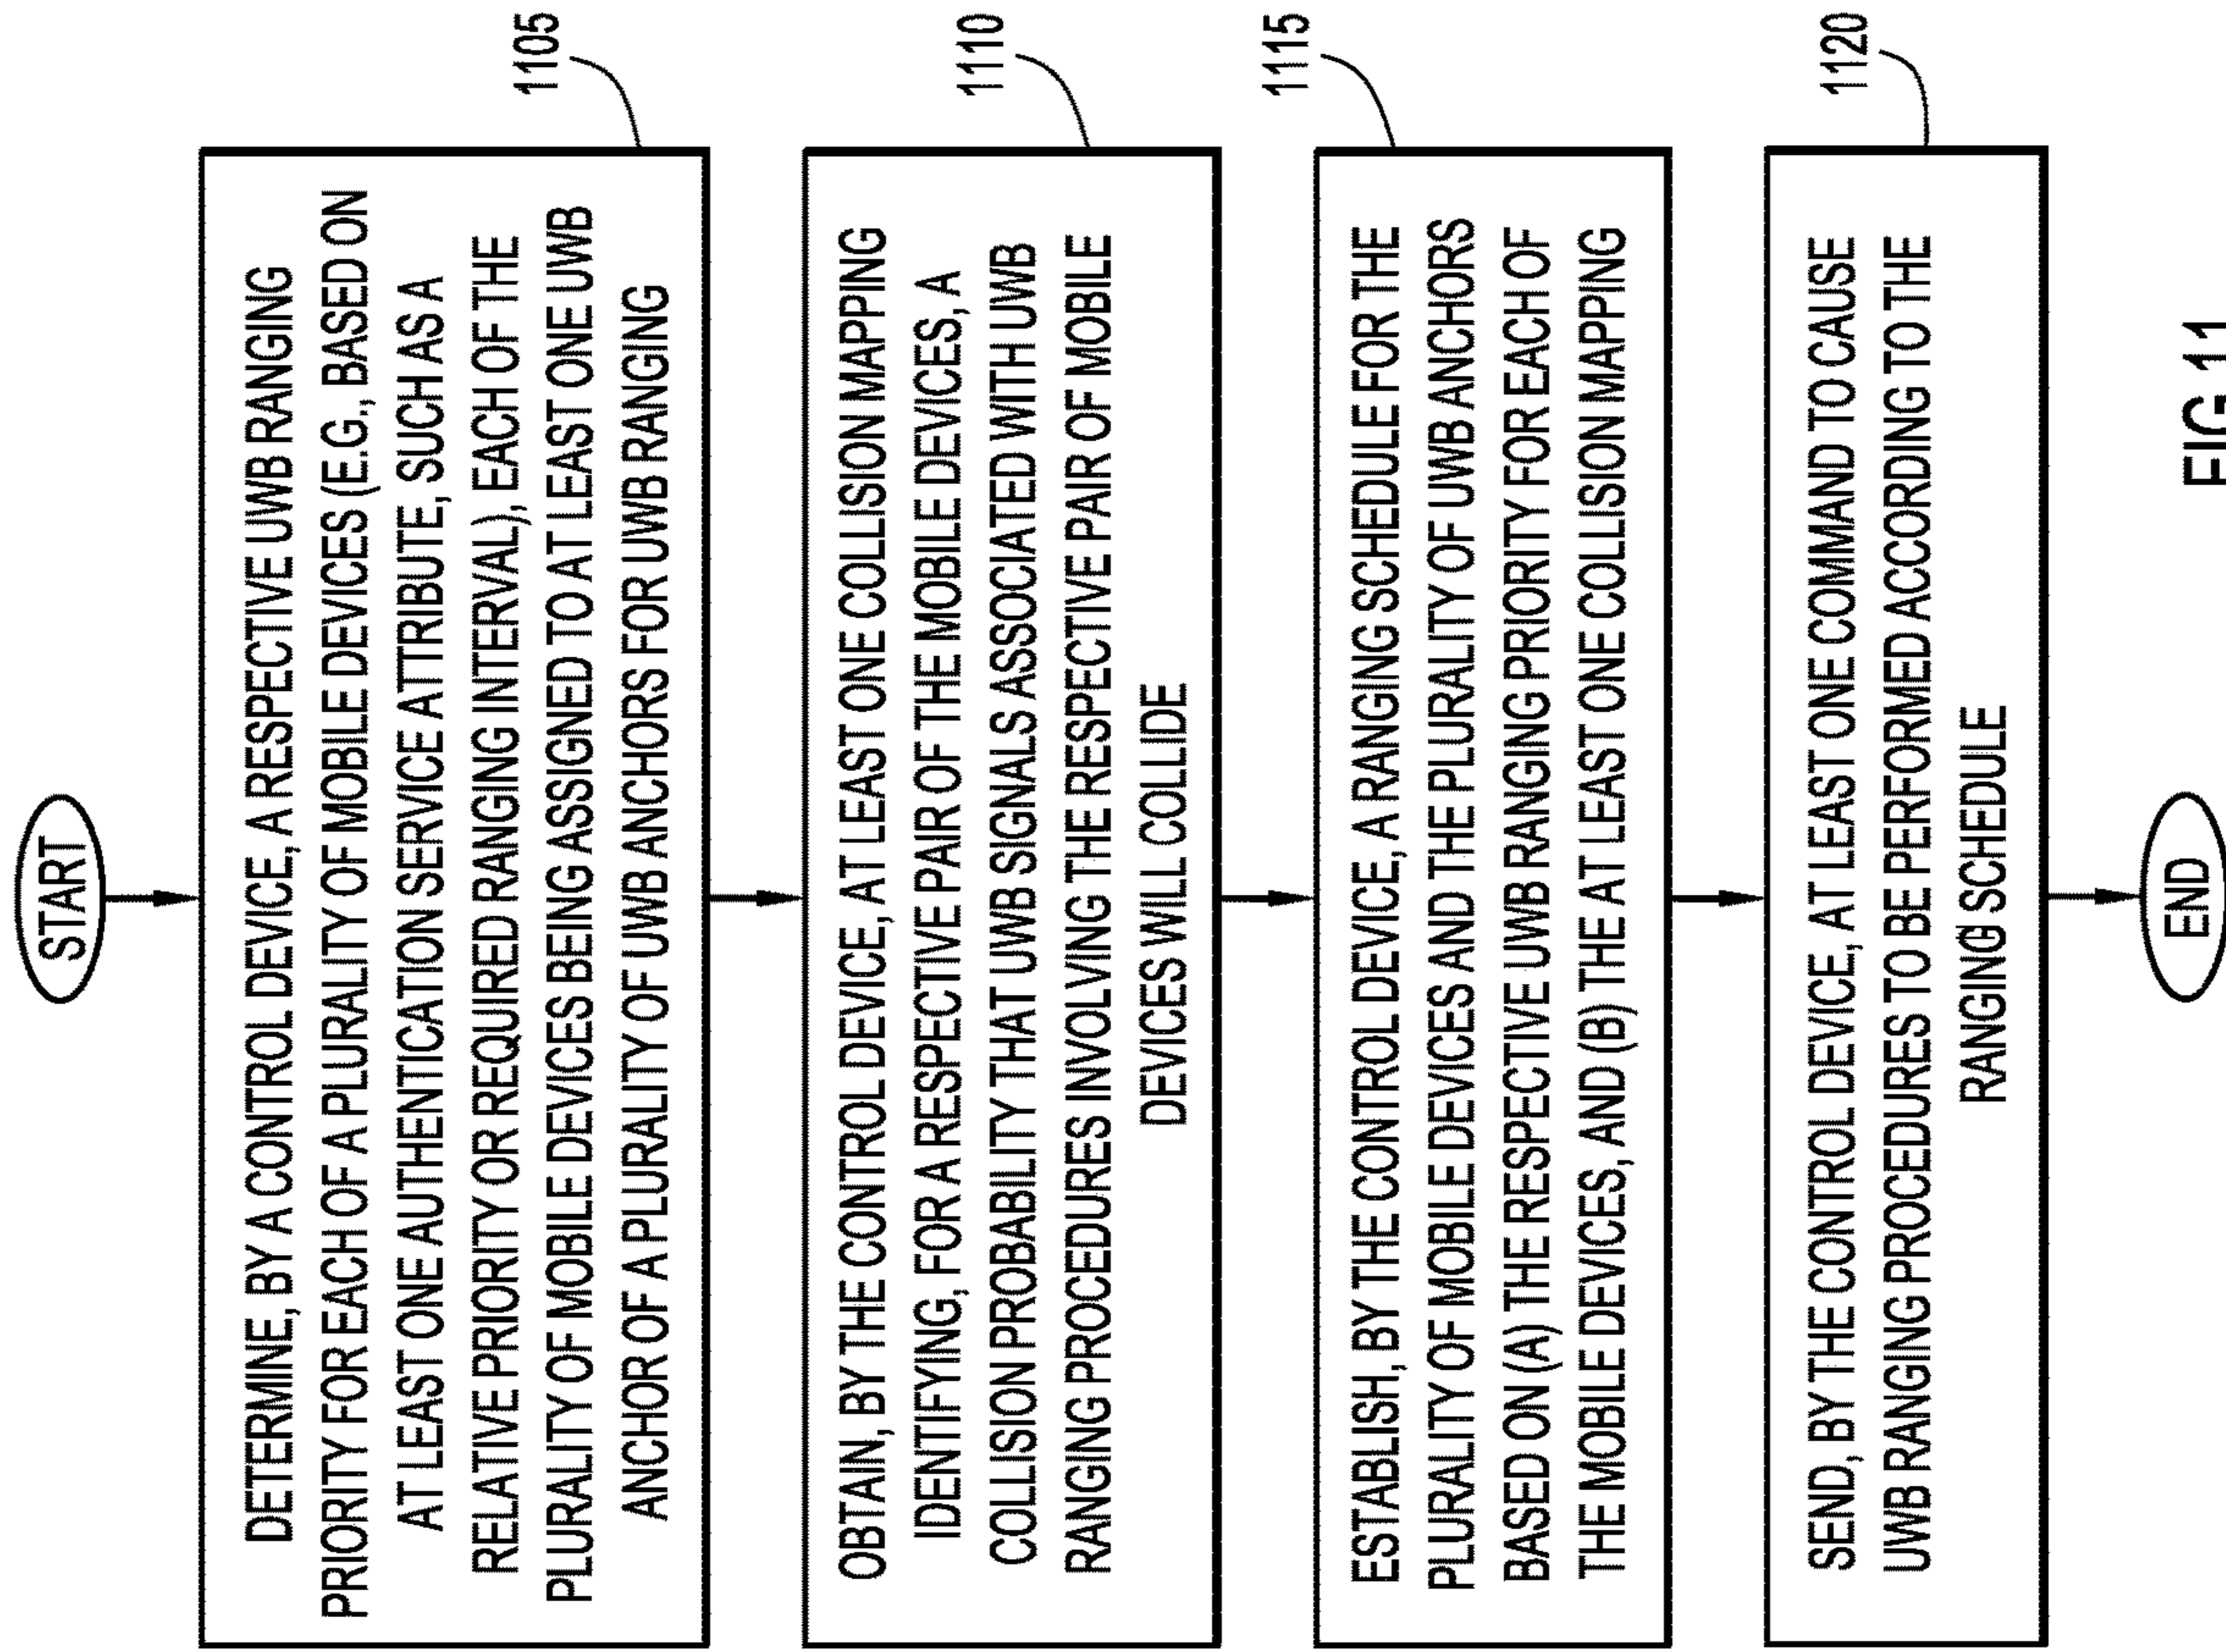 START
DETERMINE, BY A CONTROL DEVICE, A RESPECTIVE UWB RANGING
PRIORITY FOR EACH OF A PLURALITY OF MOBILE DEVICES (E.G., BASED ON
AT LEAST ONE AUTHENTICATION SERVICE ATTRIBUTE, SUCH AS A
RELATIVE PRIORITY OR REQUIRED RANGING INTERVAL), EACH OF THE
PLURALITY OF MOBILE DEVICES BEING ASSIGNED TO AT LEAST ONE UWB
ANCHOR OF A PLURALITY OF UWB ANCHORS FOR UWB RANGING
1105
OBTAIN, BY THE CONTROL DEVICE, AT LEAST ONE COLLISION MAPPING
IDENTIFYING, FOR A RESPECTIVE PAIR OF THE MOBILE DEVICES, A
COLLISION PROBABILITY THAT UWB SIGNALS ASSOCIATED WITH UWB
RANGING PROCEDURES INVOLVING THE RESPECTIVE PAIR OF MOBILE
DEVICES WILL COLLIDE
1110
ESTABLISH, BY THE CONTROL DEVICE, A RANGING SCHEDULE FOR THE
PLURALITY OF MOBILE DEVICES AND THE PLURALITY OF UWB ANCHORS
BASED ON (A) THE RESPECTIVE UWB RANGING PRIORITY FOR EACH OF
THE MOBILE DEVICES, AND (B) THE AT LEAST ONE COLLISION MAPPING
1115
SEND, BY THE CONTROL DEVICE, AT LEAST ONE COMMAND TO CAUSE
UWB RANGING PROCEDURES TO BE PERFORMED ACCORDING TO THE
RANGING SCHEDULE
1120
END
FIG.11